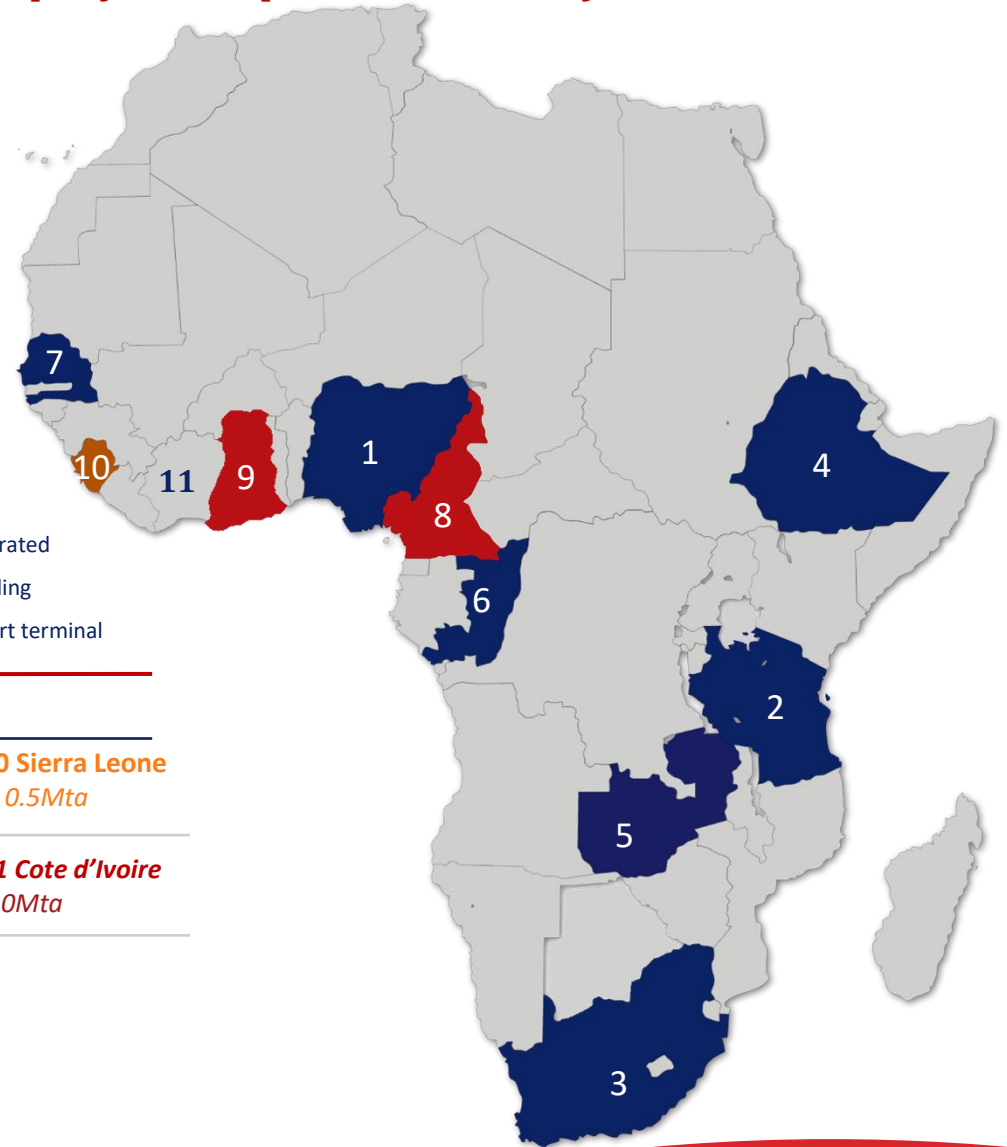 7
1
4
10
11
9
8
rated
ling
6
rt terminal
2
0 Sierra Leone
0.5Mta
5
1 Cote d’Ivoire
0Mta
3